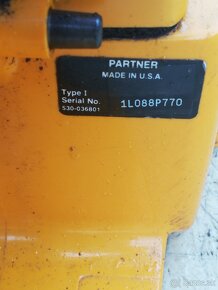 PARTNER
MADE IN U.S.A.
Type I
Serial No. 1L088P770
530-036801